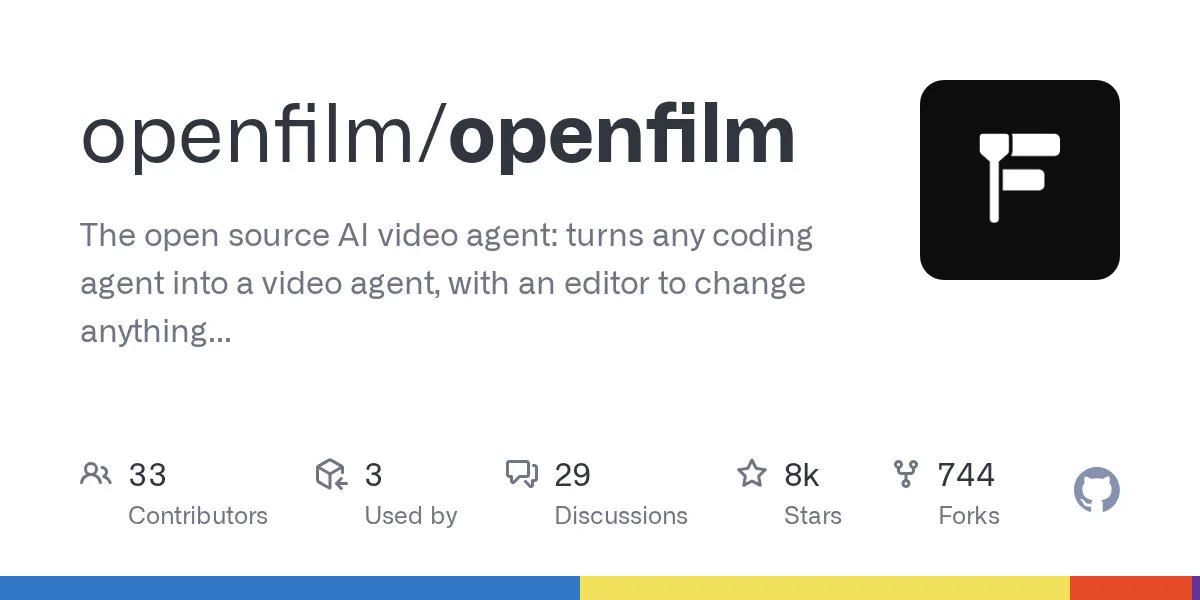 openfilm/openfilm
The open source AI video agent: turns any coding
agent into a video agent, with an editor to change
anything...
33 Contributors
3 Used by
29 Discussions
8k Stars
744 Forks